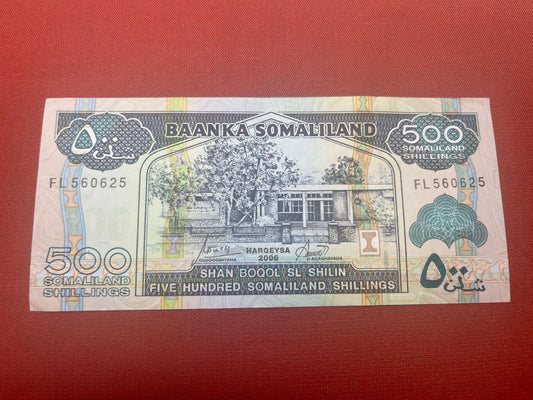 BAANKA SOMALILAND
٥٠٠
شلن
500
SOMALILAND
SHILLINGS
FL 560625
FL 560625
HARGEYSA
2006
500
SOMALILAND
SHILLINGS
SHAN BOQOL SL SHILIN
FIVE HUNDRED SOMALILAND SHILLINGS
٥٠٠
شلن